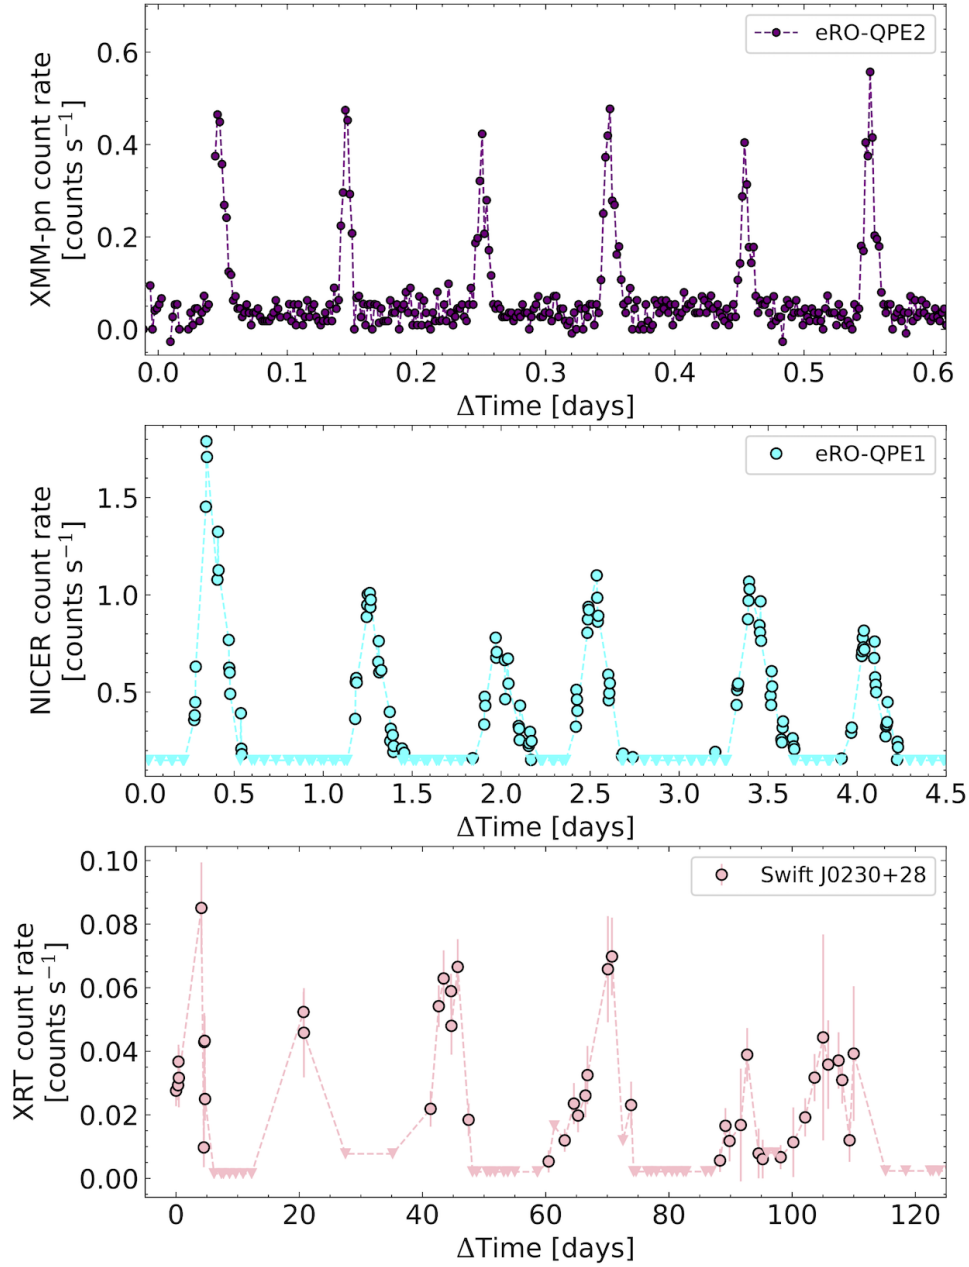 eRO-QPE2
XMM-pn count rate
[counts s⁻¹]
0.6
0.4
0.2
0.0
0.0 0.1 0.2 0.3 0.4 0.5 0.6
ΔTime [days]
eRO-QPE1
NICER count rate
[counts s⁻¹]
1.5
1.0
0.5
0.0 0.5 1.0 1.5 2.0 2.5 3.0 3.5 4.0 4.5
ΔTime [days]
Swift J0230+28
XRT count rate
[counts s⁻¹]
0.10
0.08
0.06
0.04
0.02
0.00
0 20 40 60 80 100 120
ΔTime [days]